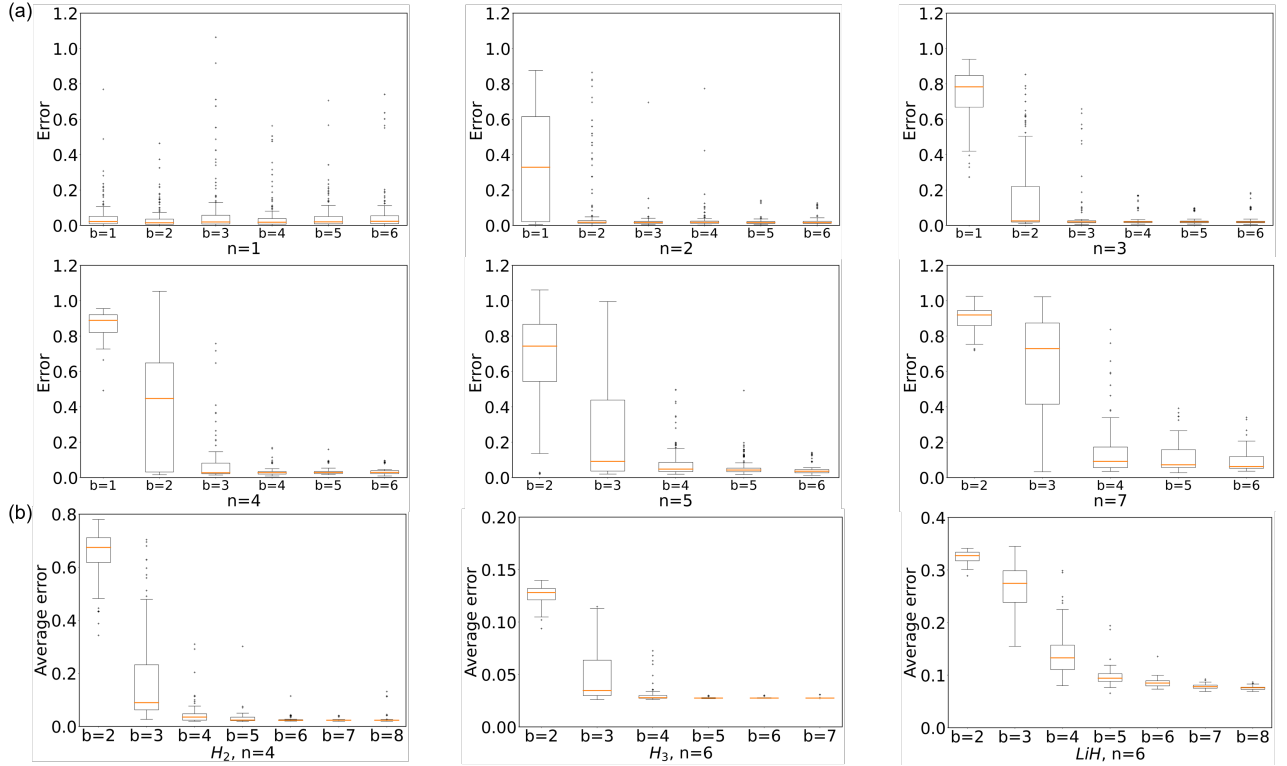 (a)
1.2
1.0
0.8
0.6
0.4
0.2
0.0
Error
b=1 b=2 b=3 b=4 b=5 b=6
n=1
1.2
1.0
0.8
0.6
0.4
0.2
0.0
Error
b=1 b=2 b=3 b=4 b=5 b=6
n=2
1.2
1.0
0.8
0.6
0.4
0.2
0.0
Error
b=1 b=2 b=3 b=4 b=5 b=6
n=3
1.2
1.0
0.8
0.6
0.4
0.2
0.0
Error
b=1 b=2 b=3 b=4 b=5 b=6
n=4
1.2
1.0
0.8
0.6
0.4
0.2
0.0
Error
b=2 b=3 b=4 b=5 b=6
n=5
1.2
1.0
0.8
0.6
0.4
0.2
0.0
Error
b=2 b=3 b=4 b=5 b=6
n=7
(b)
0.8
0.6
0.4
0.2
0.0
Average error
b=2 b=3 b=4 b=5 b=6 b=7 b=8
H₂, n=4
0.20
0.15
0.10
0.05
0.00
Average error
b=2 b=3 b=4 b=5 b=6 b=7
H₃, n=6
0.4
0.3
0.2
0.1
0.0
Average error
b=2 b=3 b=4 b=5 b=6 b=7 b=8
LiH, n=6